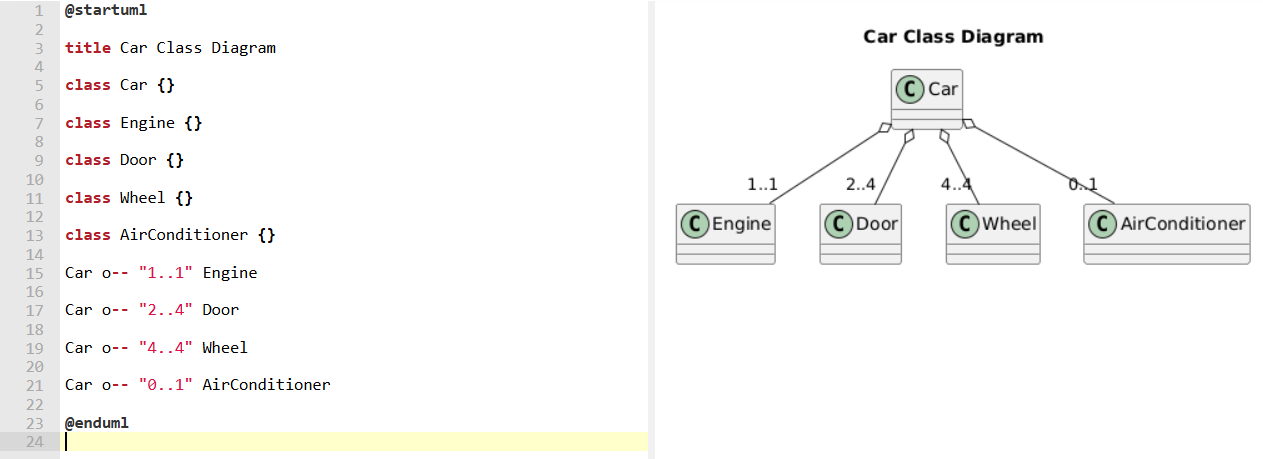 1 @startuml
2
3 title Car Class Diagram
4
5 class Car {}
6
7 class Engine {}
8
9 class Door {}
10
11 class Wheel {}
12
13 class AirConditioner {}
14
15 Car o-- "1..1" Engine
16
17 Car o-- "2..4" Door
18
19 Car o-- "4..4" Wheel
20
21 Car o-- "0..1" AirConditioner
22
23 @enduml
24
Car Class Diagram
C Car
1..1 2..4 4..4 0..1
C Engine C Door C Wheel C AirConditioner